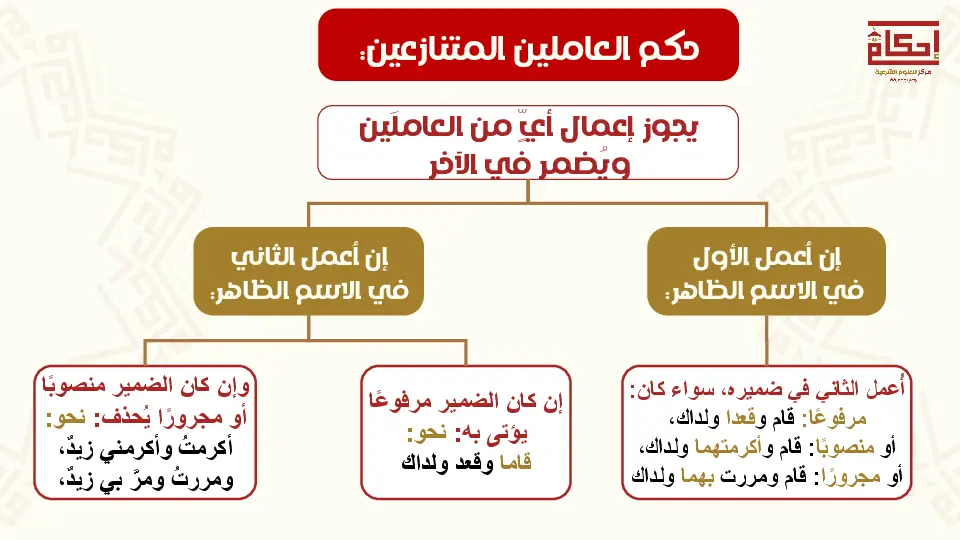 حكم العاملين المتنازعين:
إحكام
مركز العلوم الشرعية
يجوز إعمال أيٍّ من العاملَين
ويُضمر في الآخر
إن أعمل الأول
في الاسم الظاهر:
إن أعمل الثاني
في الاسم الظاهر:
أُعمل الثاني في ضميره، سواء كان:
مرفوعًا: قام وقعدا ولداك،
أو منصوبًا: قام وأكرمتهما ولداك،
أو مجرورًا: قام ومررت بهما ولداك
إن كان الضمير مرفوعًا
يؤتى به: نحو:
قاما وقعد ولداك
وإن كان الضمير منصوبًا
أو مجرورًا يُحذف: نحو:
أكرمتُ وأكرمني زيدٌ،
ومررتُ ومرَّ بي زيدٌ،